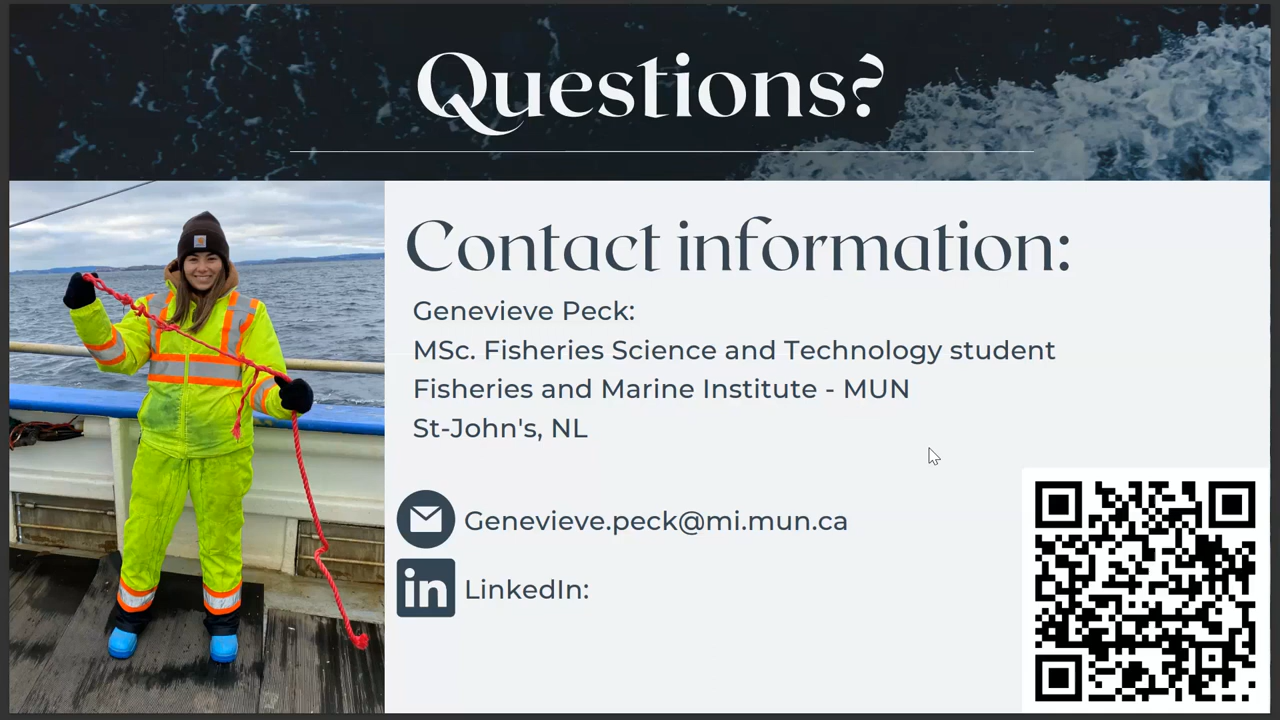 Questions?
Contact information:
Genevieve Peck:
MSc. Fisheries Science and Technology student
Fisheries and Marine Institute - MUN
St-John's, NL
Genevieve.peck@mi.mun.ca
in LinkedIn: